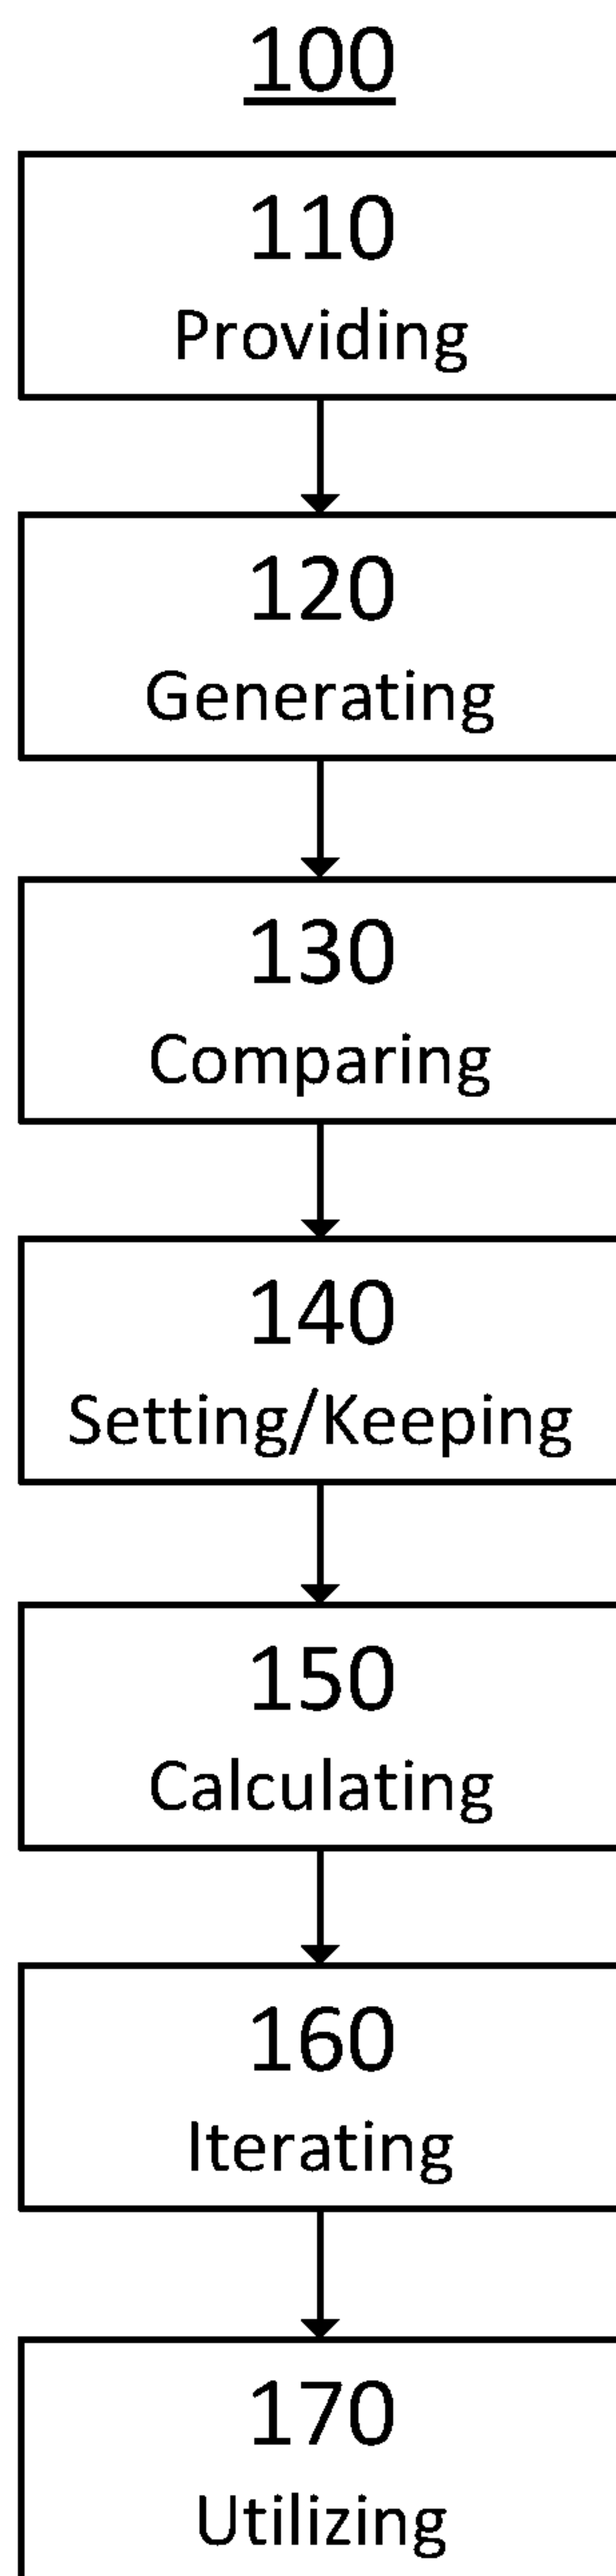 100
110
Providing
120
Generating
130
Comparing
140
Setting/Keeping
150
Calculating
160
Iterating
170
Utilizing